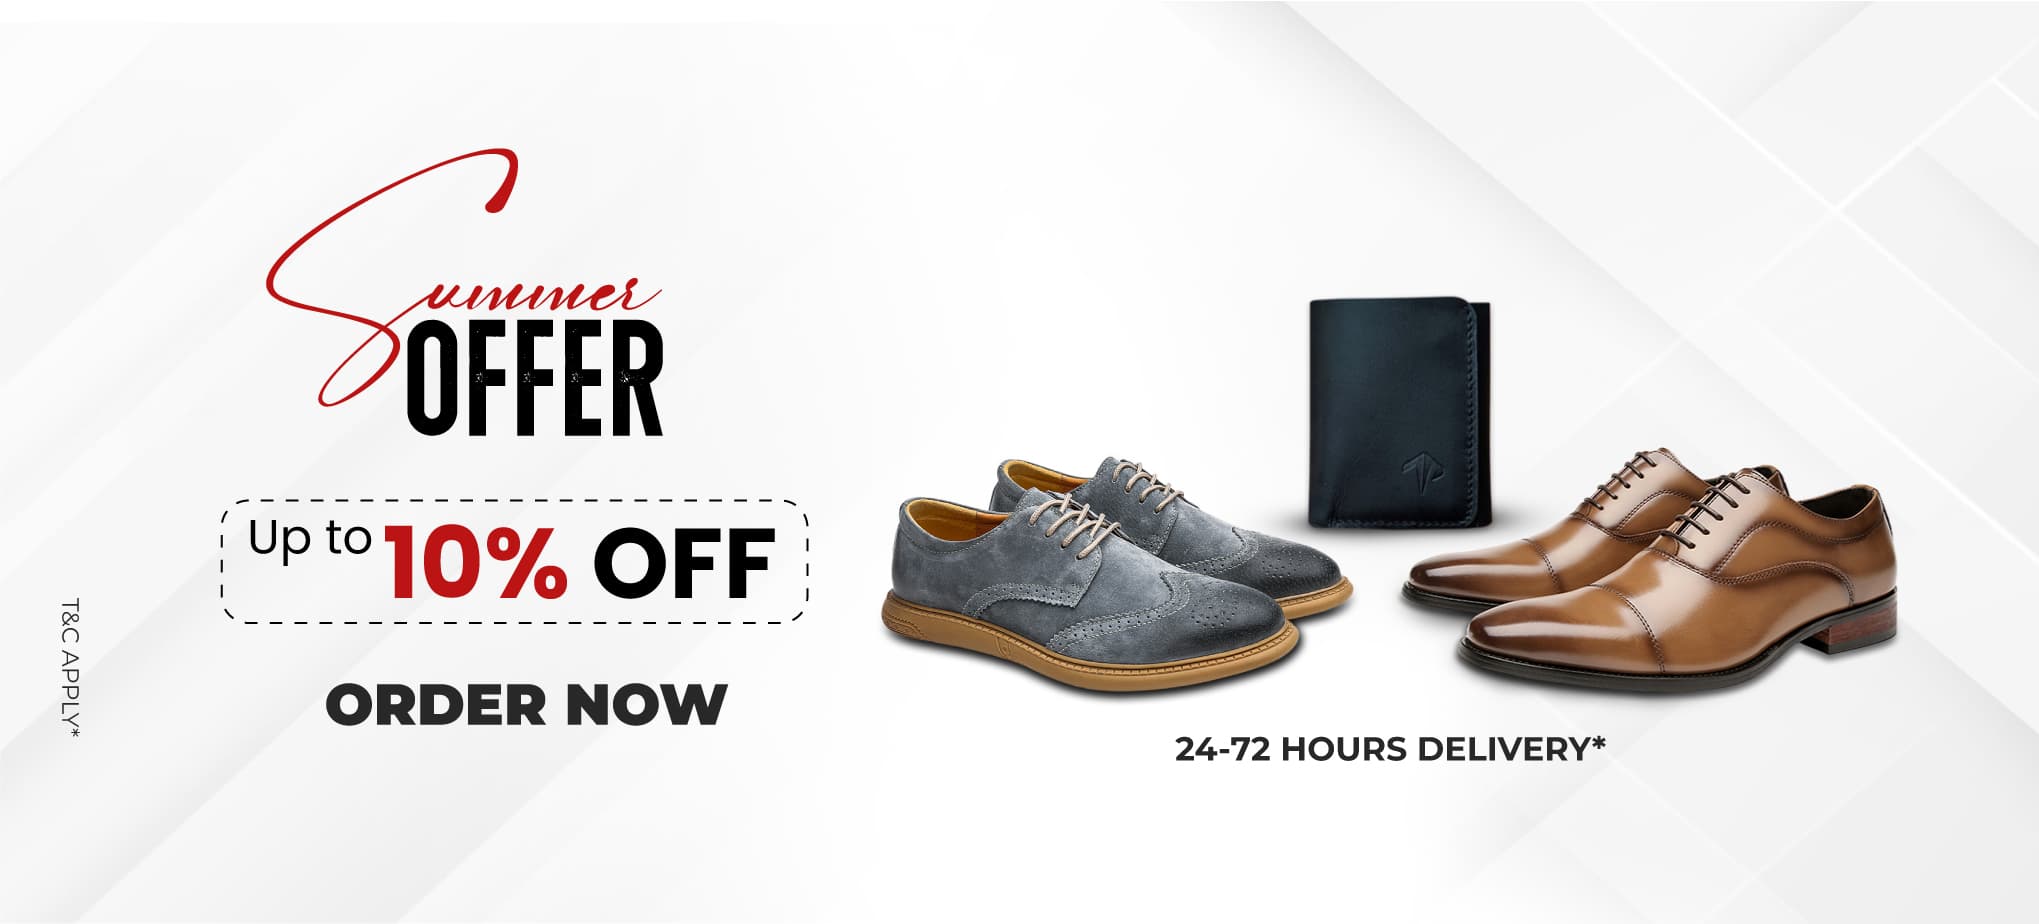 Summer
OFFER
Up to 10% OFF
ORDER NOW
T&C APPLY*
24-72 HOURS DELIVERY*